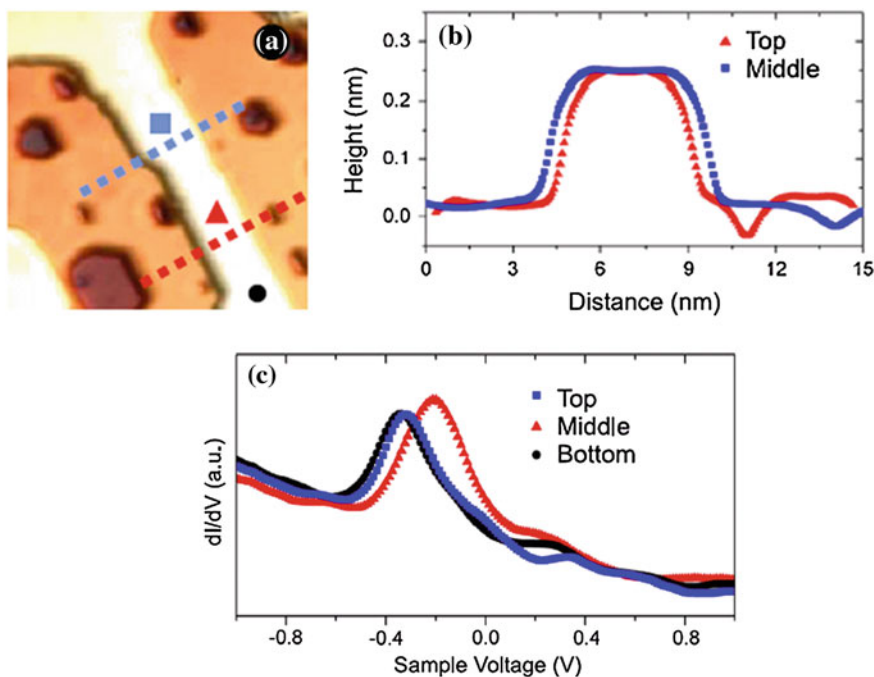 (a)
(b)
0.3
0.2
0.1
0.0
Height (nm)
Top
Middle
0 3 6 9 12 15
Distance (nm)
(c)
Top
Middle
Bottom
dI/dV (a.u.)
-0.8 -0.4 0.0 0.4 0.8
Sample Voltage (V)